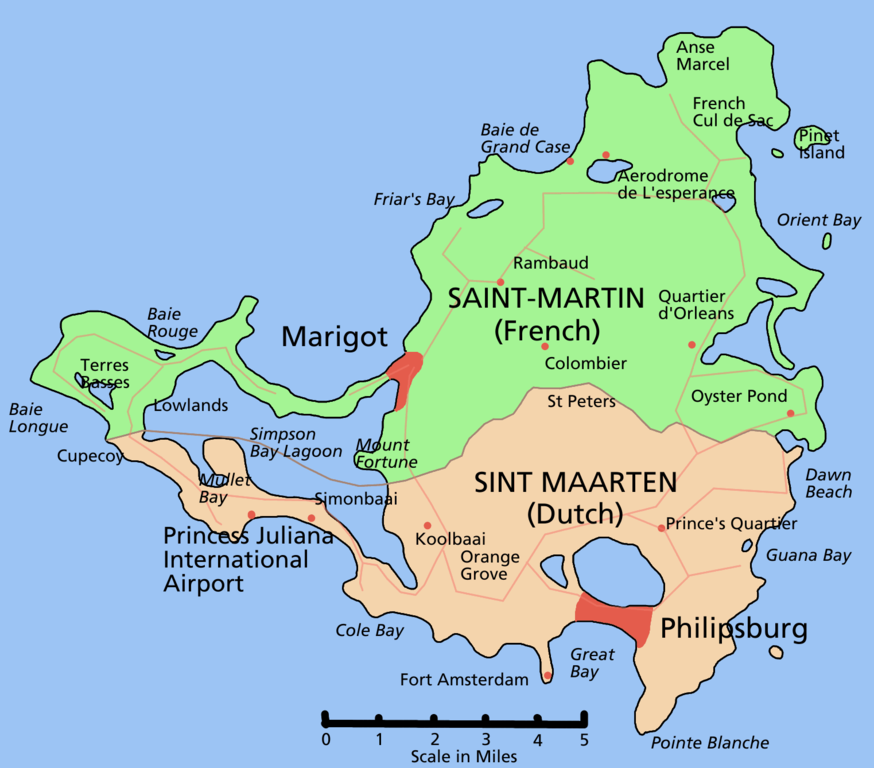 Anse
Marcel
French
Cul de Sac
Pinet
Island
Baie de
Grand Case
Aerodrome
de L'esperance
Friar's Bay
Orient Bay
Rambaud
SAINT-MARTIN
(French)
Quartier
d'Orleans
Baie
Rouge
Marigot
Colombier
Terres
Basses
St Peters
Oyster Pond
Lowlands
Baie
Longue
Simpson
Bay Lagoon
Mount
Fortune
Cupecoy
Mullet
Bay
Simonbaai
SINT MAARTEN
(Dutch)
Dawn
Beach
Princess Juliana
International
Airport
Koolbaai
Prince's Quartier
Orange
Grove
Guana Bay
Cole Bay
Philipsburg
Great
Bay
Fort Amsterdam
Pointe Blanche
0 1 2 3 4 5
Scale in Miles